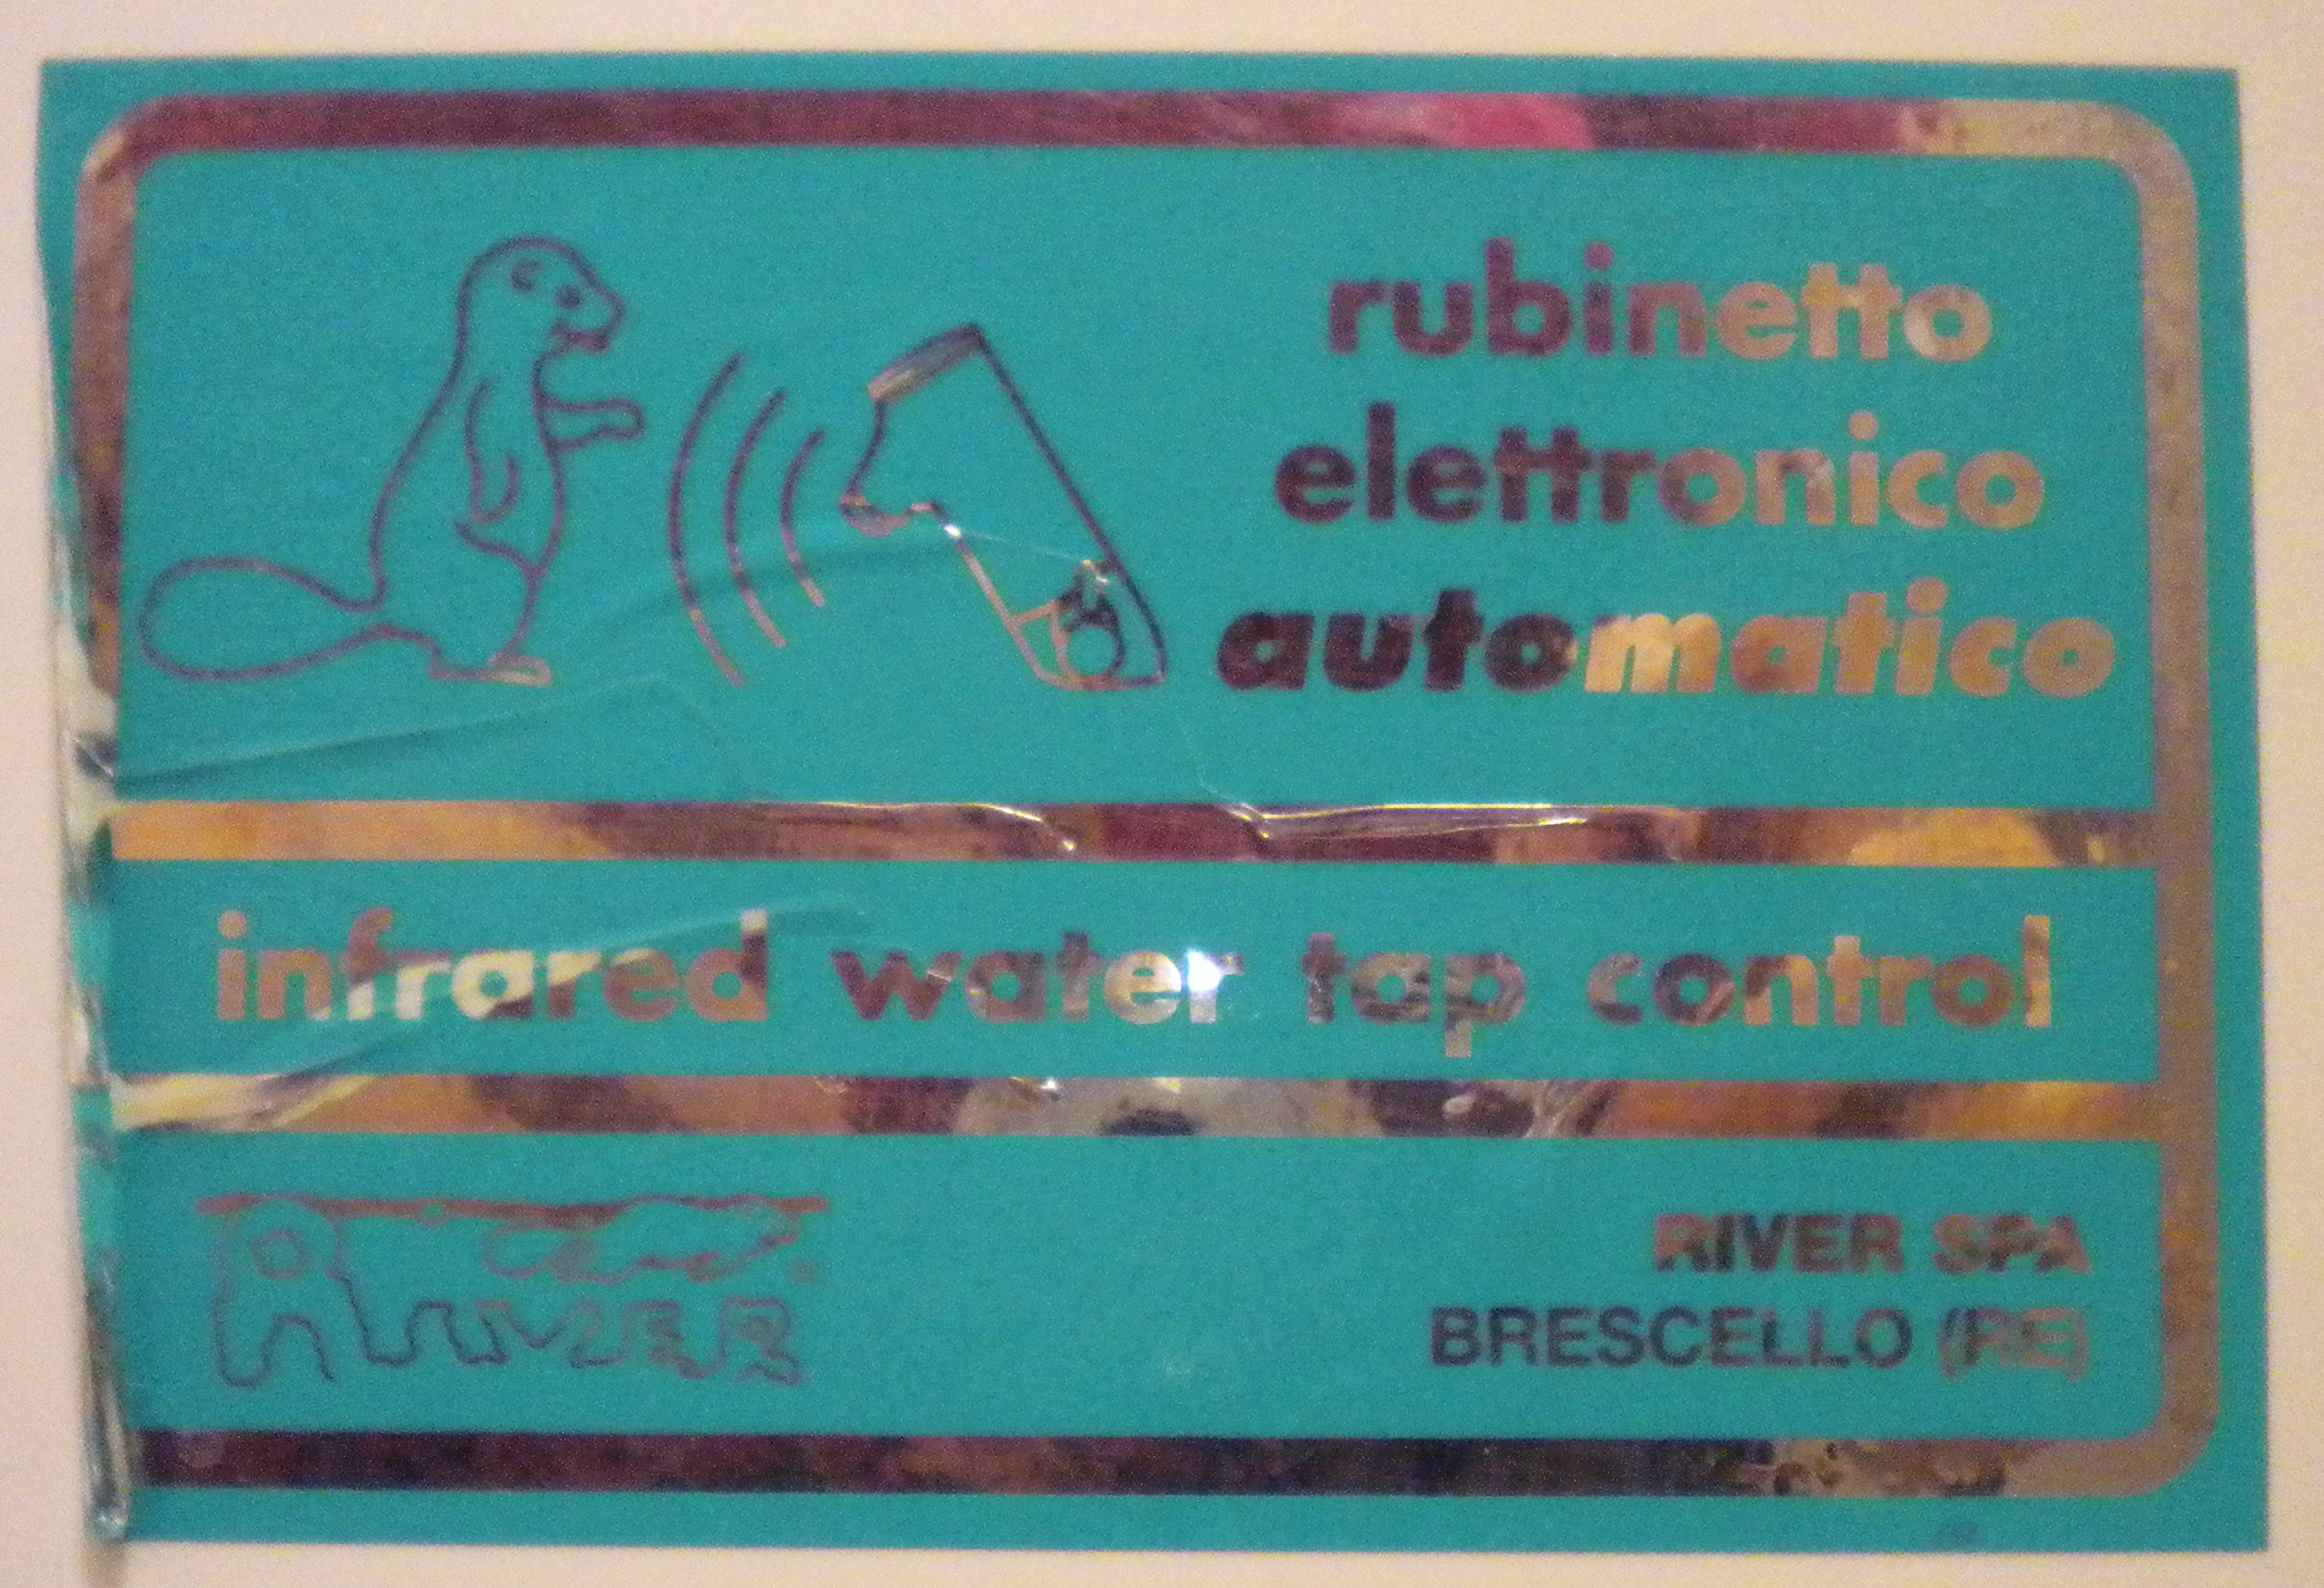 rubinetto
elettronico
automatico
infrared water tap control
RIVER
RIVER SPA
BRESCELLO (RE)